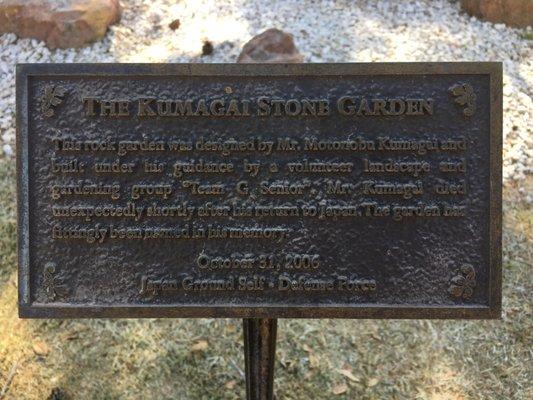 The Kumagai Stone Garden
This rock garden was designed by Mr. Motonobu Kumagai and
built under his guidance by a volunteer landscape and
gardening group "Team G Senior". Mr. Kumagai died
unexpectedly shortly after his return to Japan. The garden has
fittingly been named in his memory.
October 31, 2006
Japan Ground Self - Defense Force